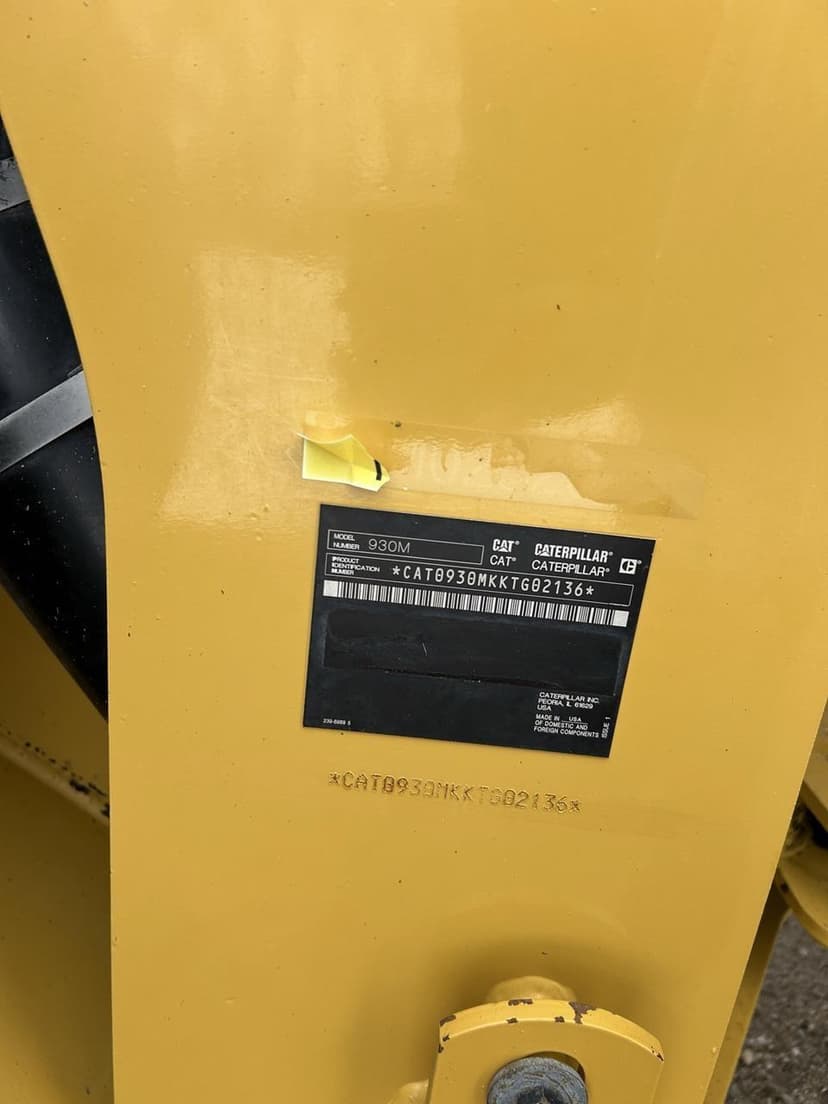 MODEL NUMBER 930M
CAT® CATERPILLAR®
CAT® CATERPILLAR®
PRODUCT IDENTIFICATION NUMBER *CAT0930MKKTG02136*
CATERPILLAR INC.
PEORIA, IL 61629
USA
MADE IN USA
OF DOMESTIC AND
FOREIGN COMPONENTS
ISSUE 1
*CAT0930MKKTG02136*